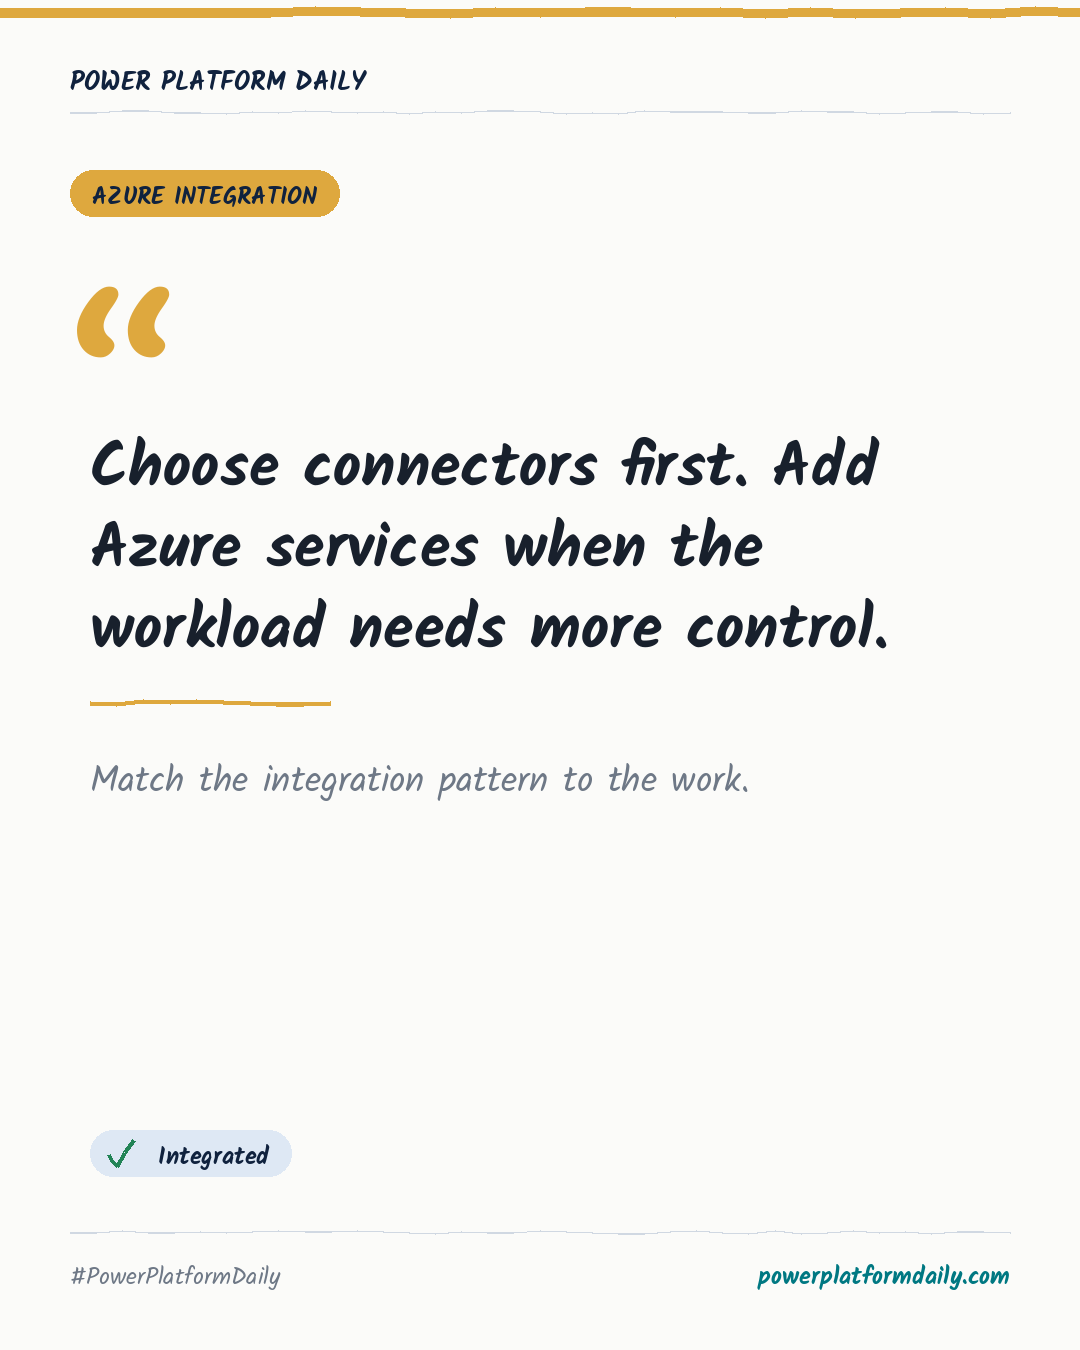 POWER PLATFORM DAILY
AZURE INTEGRATION
“
Choose connectors first. Add
Azure services when the
workload needs more control.
Match the integration pattern to the work.
✓ Integrated
#PowerPlatformDaily
powerplatformdaily.com